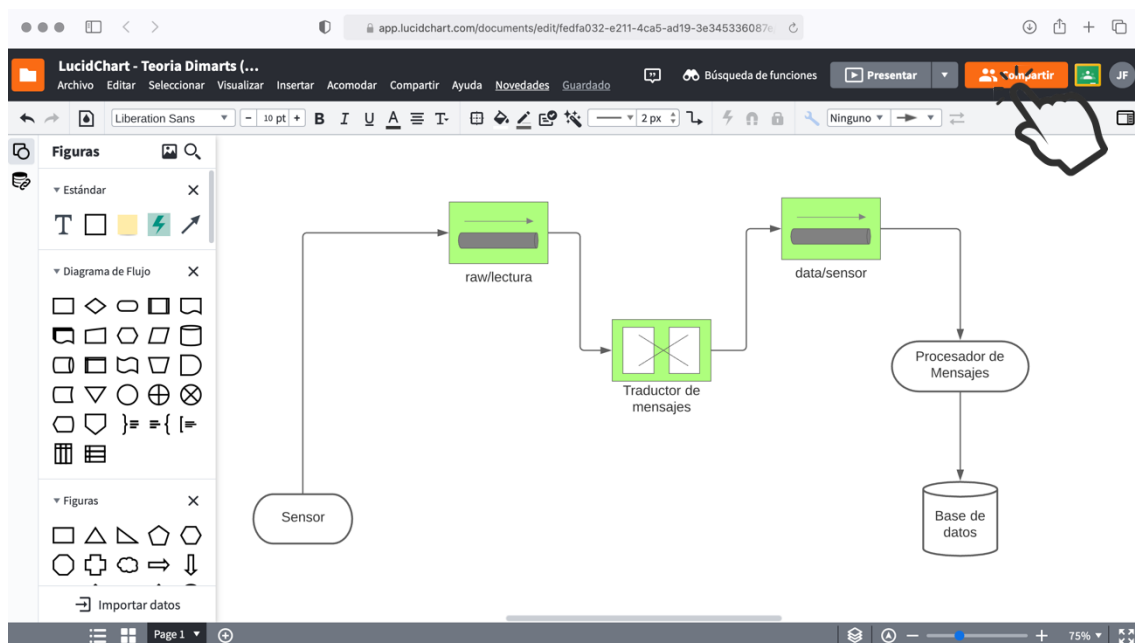 app.lucidchart.com/documents/edit/fedfa032-e211-4ca5-ad19-3e345336087e
LucidChart - Teoria Dimarts (...
Archivo Editar Seleccionar Visualizar Insertar Acomodar Compartir Ayuda Novedades Guardado
Búsqueda de funciones
Presentar
Compartir
JF
Liberation Sans
10 pt
B I U A T
2 px
Ninguno
Figuras
Estándar
T
Diagrama de Flujo
Figuras
Importar datos
raw/lectura
data/sensor
Traductor de
mensajes
Procesador de
Mensajes
Sensor
Base de
datos
Page 1
75%